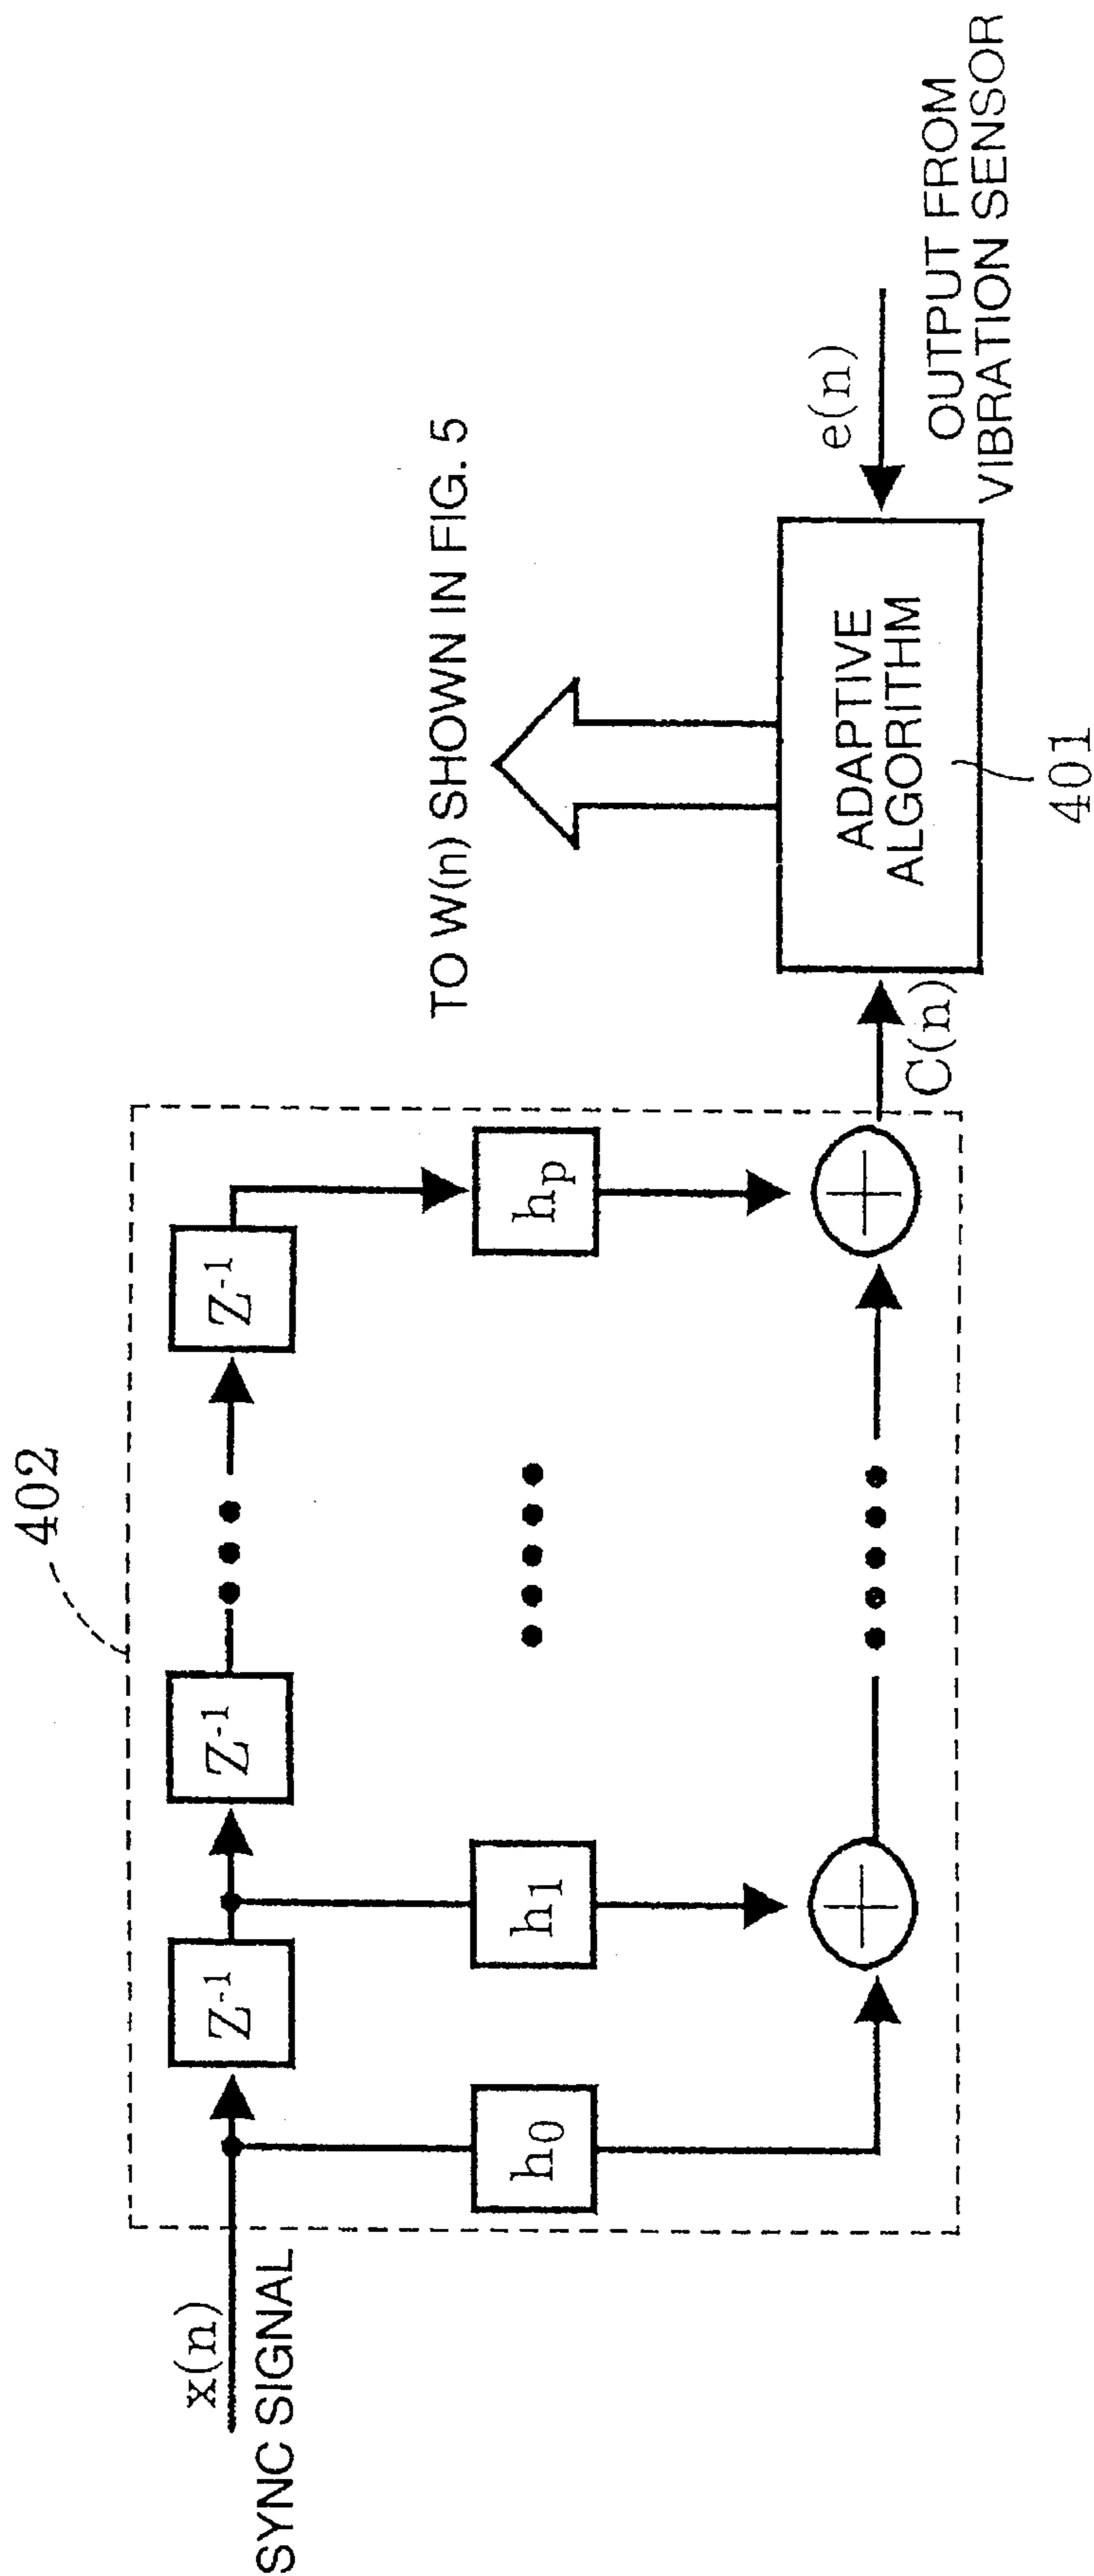 402
x(n)
SYNC SIGNAL
Z-1
Z-1
Z-1
h0
h1
hp
C(n)
TO W(n) SHOWN IN FIG. 5
ADAPTIVE
ALGORITHM
401
e(n)
OUTPUT FROM
VIBRATION SENSOR